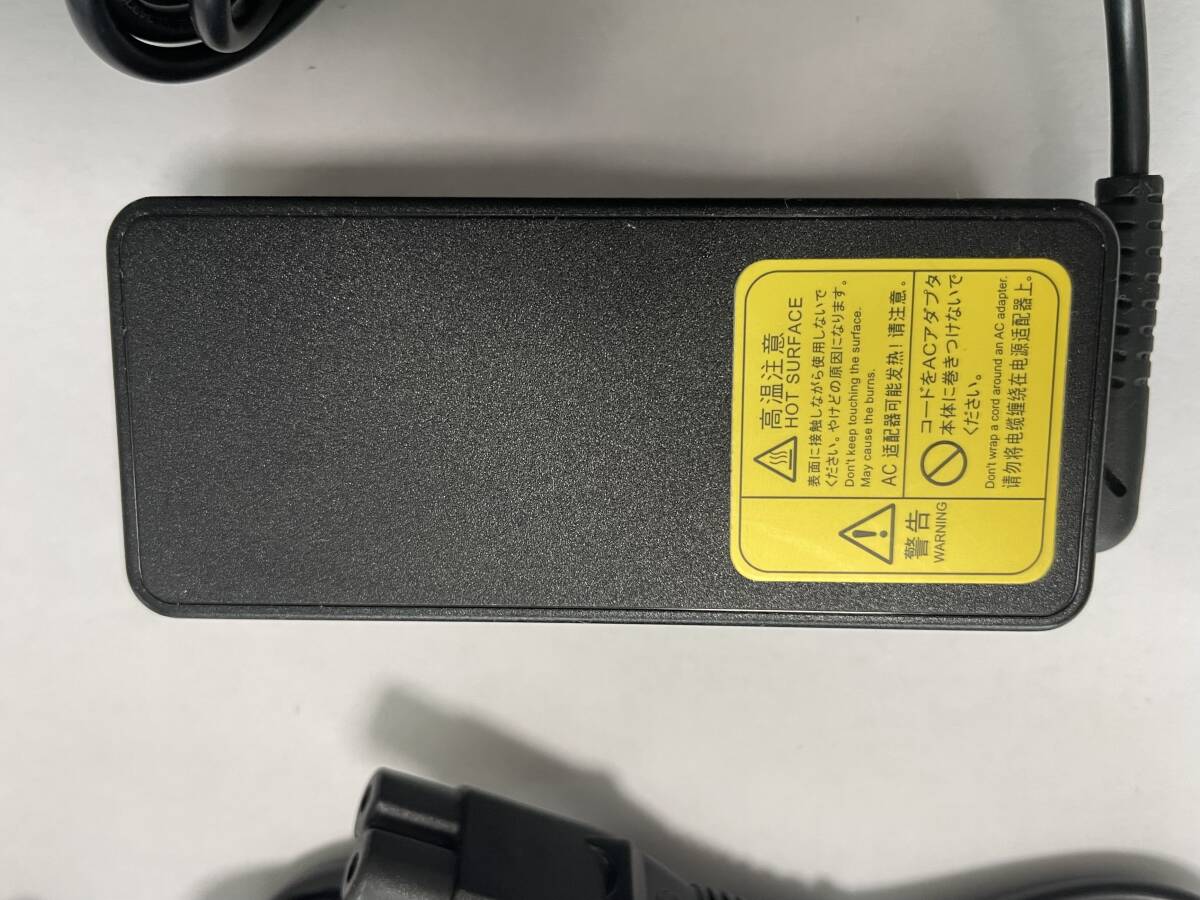 警告
WARNING
高温注意
HOT SURFACE
表面に接触しながら使用しないで
ください。やけどの原因になります。
Don't keep touching the surface.
May cause the burns.
AC 适配器可能发热！请注意。
コードをACアダプタ
本体に巻きつけないで
ください。
Don't wrap a cord around an AC adapter.
请勿将电缆缠绕在电源适配器上。